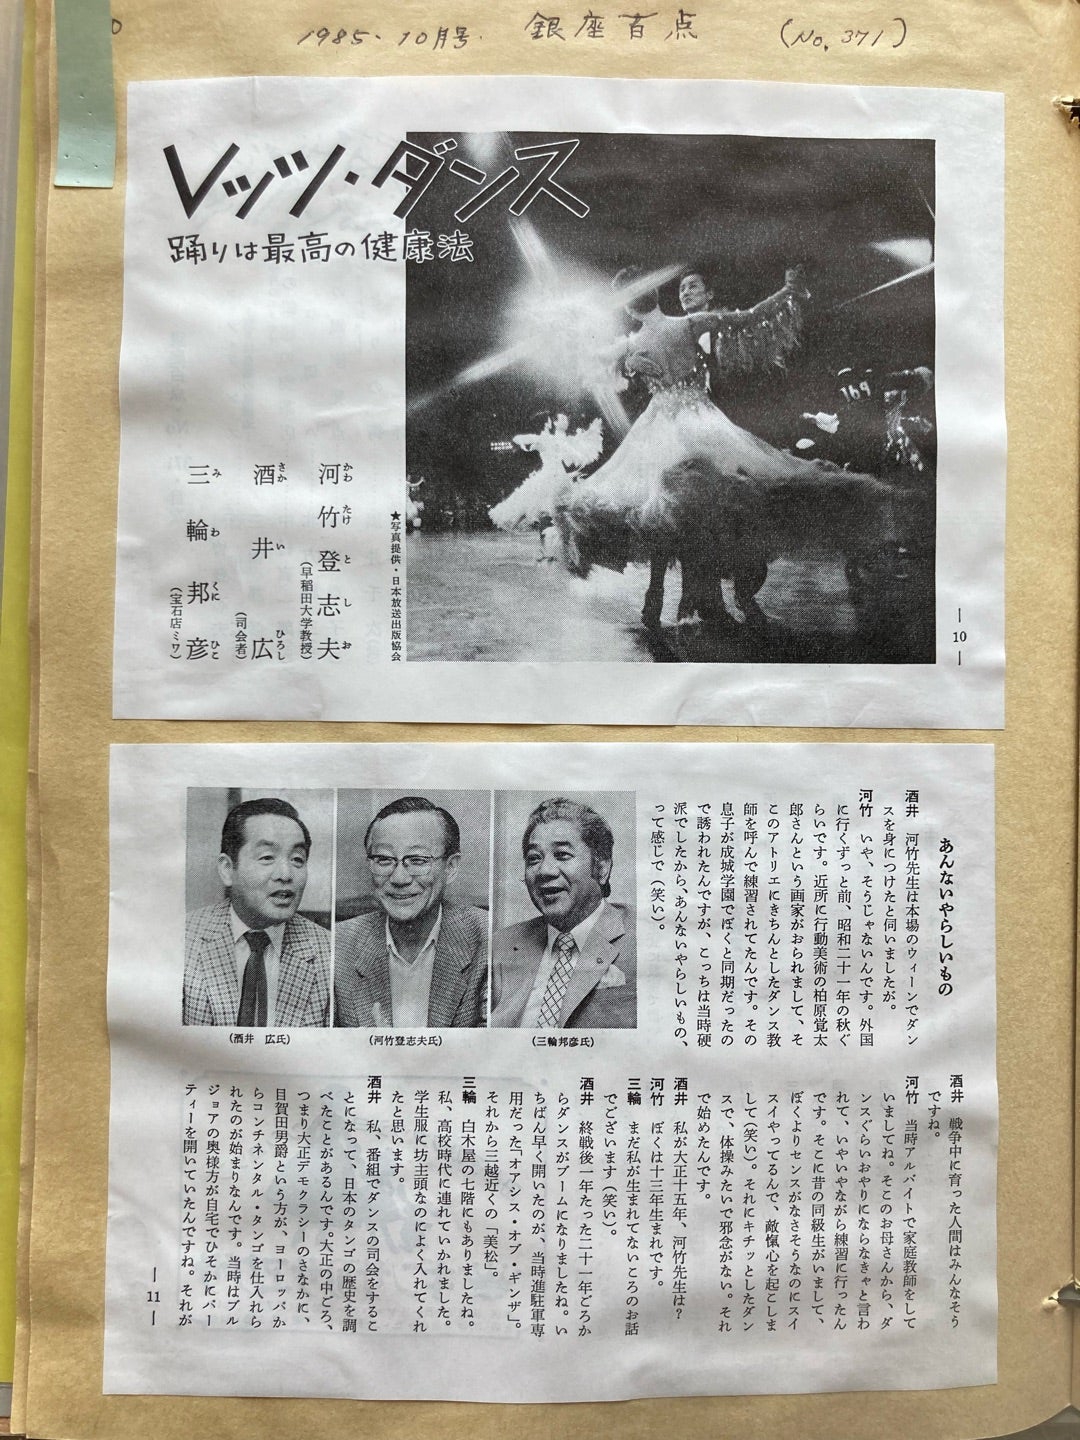 1985.10月号. 銀座百点 (No.371)
レッツ・ダンス
踊りは最高の健康法
169
★写真提供・日本放送出版協会
河竹登志夫
かわたけとしお
(早稲田大学教授)
酒井 広
さかい ひろし
(司会者)
三輪邦彦
みわくにひこ
(宝石店ミワ)
— 10 —
あんないやらしいもの
酒井 河竹先生は本場のウィーンでダン
スを身につけたと伺いましたが。
河竹 いや、そうじゃないんです。外国
に行くずっと前、昭和二十一年の秋ぐ
らいです。近所に行動美術の柏原覚太
郎さんという画家がおられまして、そ
このアトリエにきちんとしたダンス教
師を呼んで練習されてたんです。その
息子が成城学園でぼくと同期だったの
で誘われたんですが、こっちは当時硬
派でしたから、あんないやらしいもの、
って感じで(笑い)。
(三輪邦彦氏)
(河竹登志夫氏)
(酒井 広氏)
酒井 戦争中に育った人間はみんなそう
ですね。
河竹 当時アルバイトで家庭教師をして
いましてね。そこのお母さんから、ダ
ンスぐらいおやりにならなきゃと言わ
れて、いやいやながら練習に行ったん
です。そこに昔の同級生がいまして、
ぼくよりセンスがなさそうなのにスイ
スイやってるんで、敵愾心を起こしま
して(笑い)。それにキチッとしたダン
スで、体操みたいで邪念がない。それ
で始めたんです。
酒井 私が大正十五年、河竹先生は?
河竹 ぼくは十三年生まれです。
三輪 まだ私が生まれてないころのお話
でございます(笑い)。
酒井 終戦後一年たった二十一年ごろか
らダンスがブームになりましたね。い
ちばん早く開いたのが、当時進駐軍専
用だった「オアシス・オブ・ギンザ」。
それから三越近くの「美松」。
三輪 白木屋の七階にもありましたね。
私、高校時代に連れていかれました。
学生服に坊主頭なのによく入れてくれ
たと思います。
酒井 私、番組でダンスの司会をするこ
とになって、日本のタンゴの歴史を調
べたことがあるんです。大正の中ごろ、
つまり大正デモクラシーのさなかに、
目賀田男爵という方が、ヨーロッパか
らコンチネンタル・タンゴを仕入れら
れたのが始まりなんです。当時はブル
ジョアの奥様方が自宅でひそかにパー
ティーを開いていたんですね。それが
— 11 —